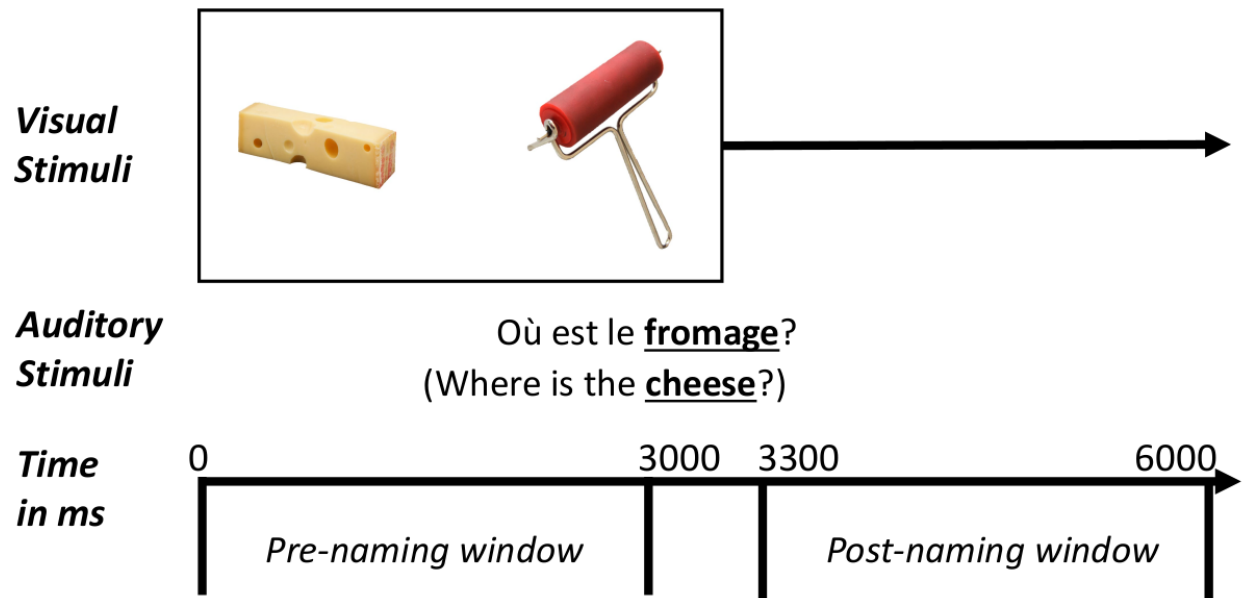 Visual
Stimuli
Auditory
Stimuli
Où est le fromage?
(Where is the cheese?)
Time
in ms
0 3000 3300 6000
Pre-naming window Post-naming window